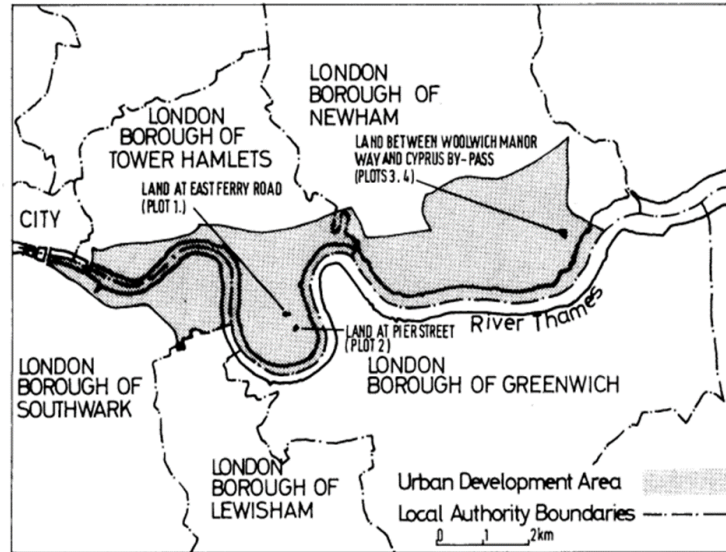 LONDON
BOROUGH OF
NEWHAM
LONDON
BOROUGH OF
TOWER HAMLETS
LAND BETWEEN WOOLWICH MANOR
WAY AND CYPRUS BY-PASS
(PLOTS 3. 4)
LAND AT EAST FERRY ROAD
(PLOT 1.)
CITY
River Thames
LAND AT PIER STREET
(PLOT 2)
LONDON
BOROUGH OF
SOUTHWARK
LONDON
BOROUGH OF GREENWICH
LONDON
BOROUGH OF
LEWISHAM
Urban Development Area
Local Authority Boundaries
0 1 2km